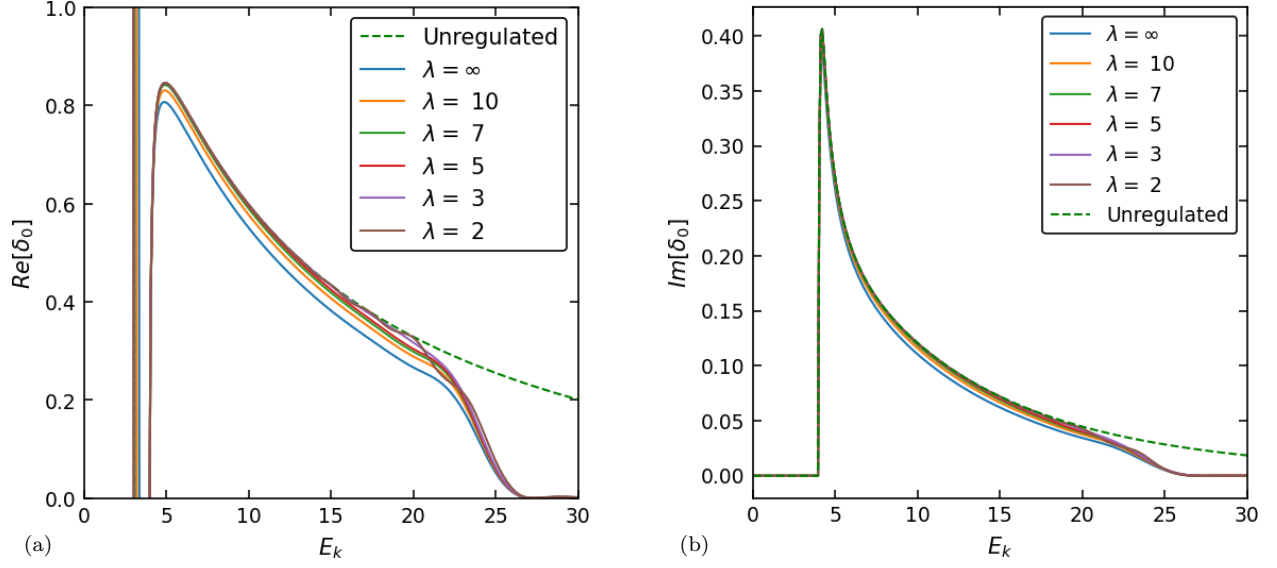 1.0
0.8
0.6
0.4
0.2
0.0
Re[δ₀]
0 5 10 15 20 25 30
E_k
(a)
Unregulated
λ = ∞
λ = 10
λ = 7
λ = 5
λ = 3
λ = 2
0.40
0.35
0.30
0.25
0.20
0.15
0.10
0.05
0.00
Im[δ₀]
0 5 10 15 20 25 30
E_k
(b)
λ = ∞
λ = 10
λ = 7
λ = 5
λ = 3
λ = 2
Unregulated